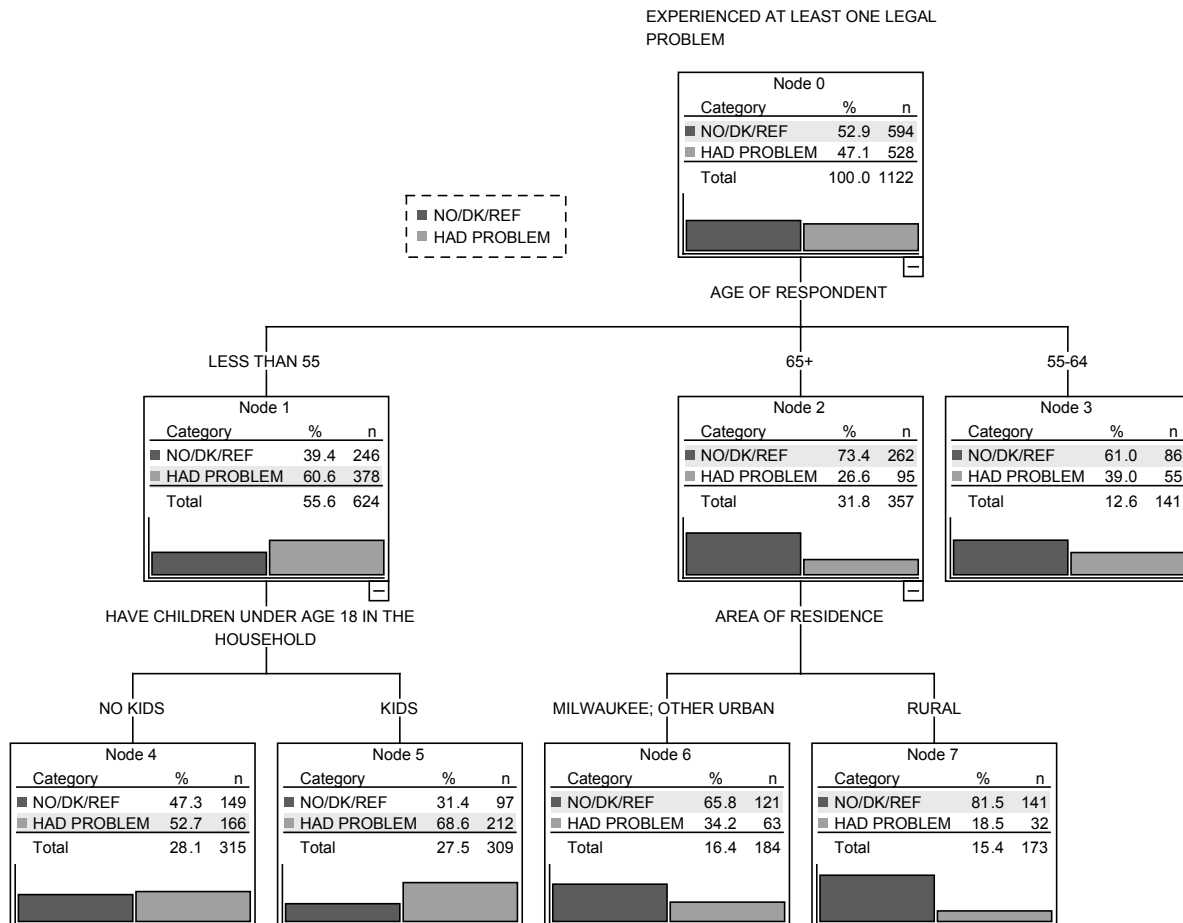 EXPERIENCED AT LEAST ONE LEGAL
PROBLEM
Node 0
Category % n
NO/DK/REF 52.9 594
HAD PROBLEM 47.1 528
Total 100.0 1122
NO/DK/REF
HAD PROBLEM
AGE OF RESPONDENT
LESS THAN 55
65+
55-64
Node 1
Category % n
NO/DK/REF 39.4 246
HAD PROBLEM 60.6 378
Total 55.6 624
Node 2
Category % n
NO/DK/REF 73.4 262
HAD PROBLEM 26.6 95
Total 31.8 357
Node 3
Category % n
NO/DK/REF 61.0 86
HAD PROBLEM 39.0 55
Total 12.6 141
HAVE CHILDREN UNDER AGE 18 IN THE
HOUSEHOLD
AREA OF RESIDENCE
NO KIDS
KIDS
MILWAUKEE; OTHER URBAN
RURAL
Node 4
Category % n
NO/DK/REF 47.3 149
HAD PROBLEM 52.7 166
Total 28.1 315
Node 5
Category % n
NO/DK/REF 31.4 97
HAD PROBLEM 68.6 212
Total 27.5 309
Node 6
Category % n
NO/DK/REF 65.8 121
HAD PROBLEM 34.2 63
Total 16.4 184
Node 7
Category % n
NO/DK/REF 81.5 141
HAD PROBLEM 18.5 32
Total 15.4 173